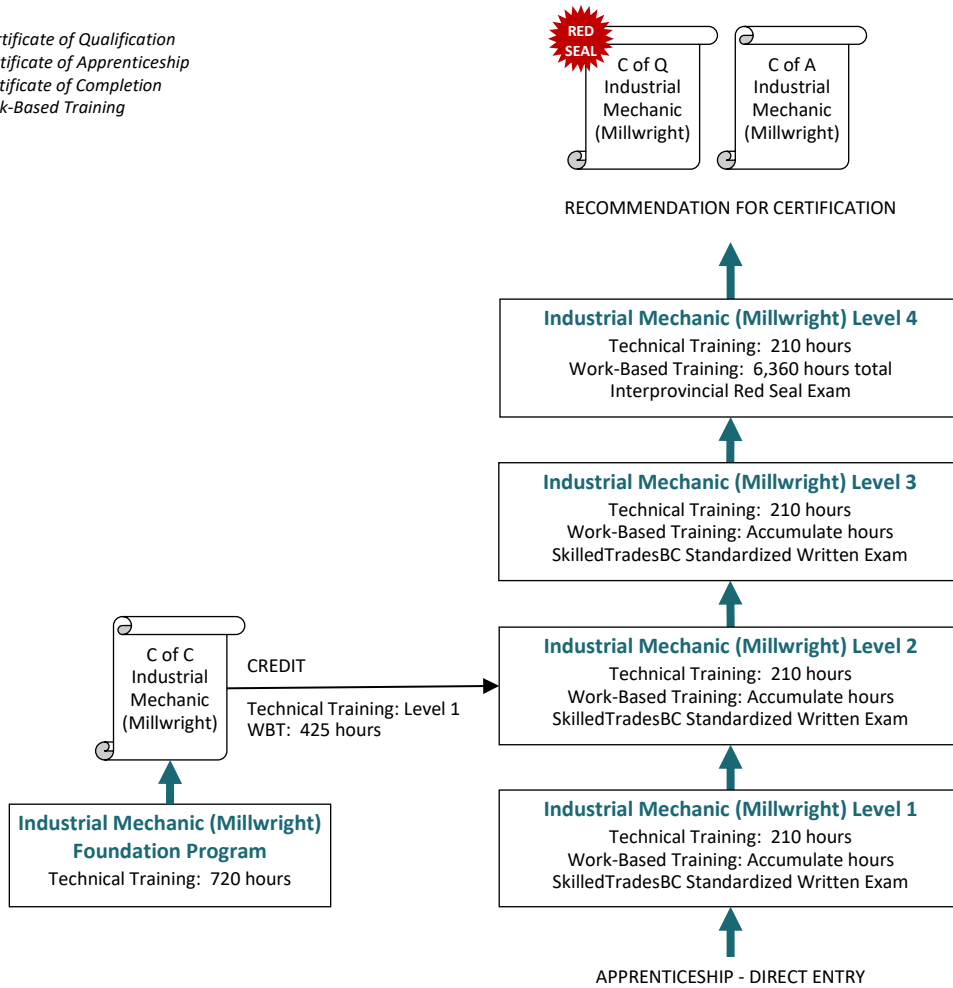 Certificate of Qualification
Certificate of Apprenticeship
Certificate of Completion
Work-Based Training
RED
SEAL
C of Q
Industrial
Mechanic
(Millwright)
C of A
Industrial
Mechanic
(Millwright)
RECOMMENDATION FOR CERTIFICATION
Industrial Mechanic (Millwright) Level 4
Technical Training: 210 hours
Work-Based Training: 6,360 hours total
Interprovincial Red Seal Exam
Industrial Mechanic (Millwright) Level 3
Technical Training: 210 hours
Work-Based Training: Accumulate hours
SkilledTradesBC Standardized Written Exam
C of C
Industrial
Mechanic
(Millwright)
CREDIT
Technical Training: Level 1
WBT: 425 hours
Industrial Mechanic (Millwright) Level 2
Technical Training: 210 hours
Work-Based Training: Accumulate hours
SkilledTradesBC Standardized Written Exam
Industrial Mechanic (Millwright)
Foundation Program
Technical Training: 720 hours
Industrial Mechanic (Millwright) Level 1
Technical Training: 210 hours
Work-Based Training: Accumulate hours
SkilledTradesBC Standardized Written Exam
APPRENTICESHIP - DIRECT ENTRY